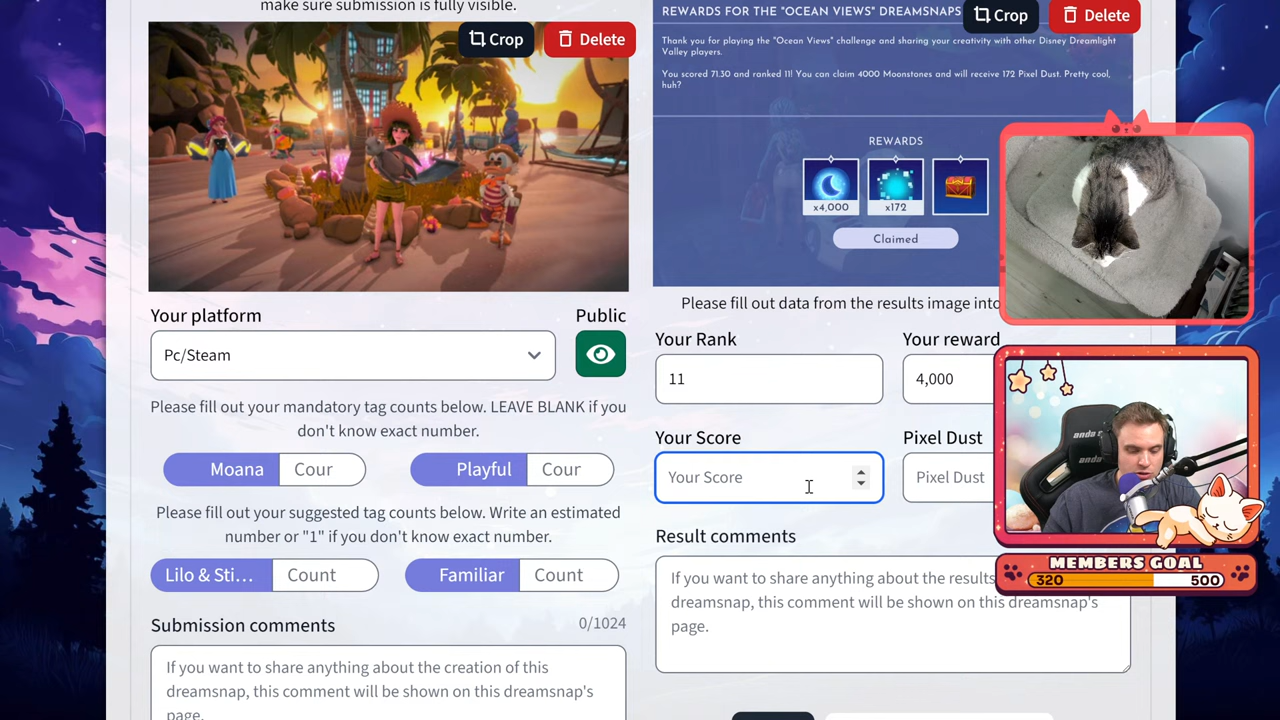 make sure submission is fully visible.
Crop
Delete
Your platform
Public
Pc/Steam
Please fill out your mandatory tag counts below. LEAVE BLANK if you
don't know exact number.
Moana
Cour
Playful
Cour
Please fill out your suggested tag counts below. Write an estimated
number or "1" if you don't know exact number.
Lilo & Sti...
Count
Familiar
Count
Submission comments
0/1024
If you want to share anything about the creation of this
dreamsnap, this comment will be shown on this dreamsnap's
page.
REWARDS FOR THE "OCEAN VIEWS" DREAMSNAPS
Crop
Delete
Thank you for playing the "Ocean Views" challenge and sharing your creativity with other Disney Dreamlight
Valley players.
You scored 71.30 and ranked 11! You can claim 4000 Moonstones and will receive 172 Pixel Dust. Pretty cool,
huh?
REWARDS
x4,000
x172
Claimed
Please fill out data from the results image into
Your Rank
Your reward
11
4,000
Your Score
Pixel Dust
Your Score
Pixel Dust
Result comments
If you want to share anything about the results
dreamsnap, this comment will be shown on this dreamsnap's
page.
MEMBERS GOAL
320
500